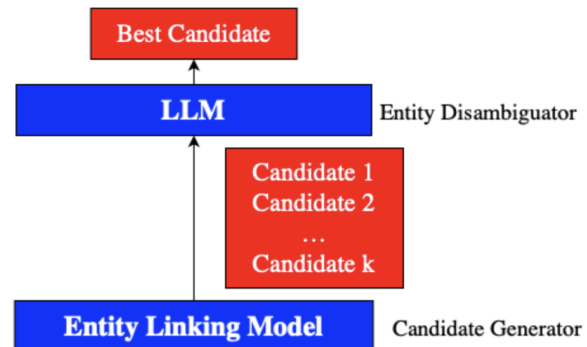 Best Candidate
LLM
Entity Disambiguator
Candidate 1
Candidate 2
...
Candidate k
Entity Linking Model
Candidate Generator